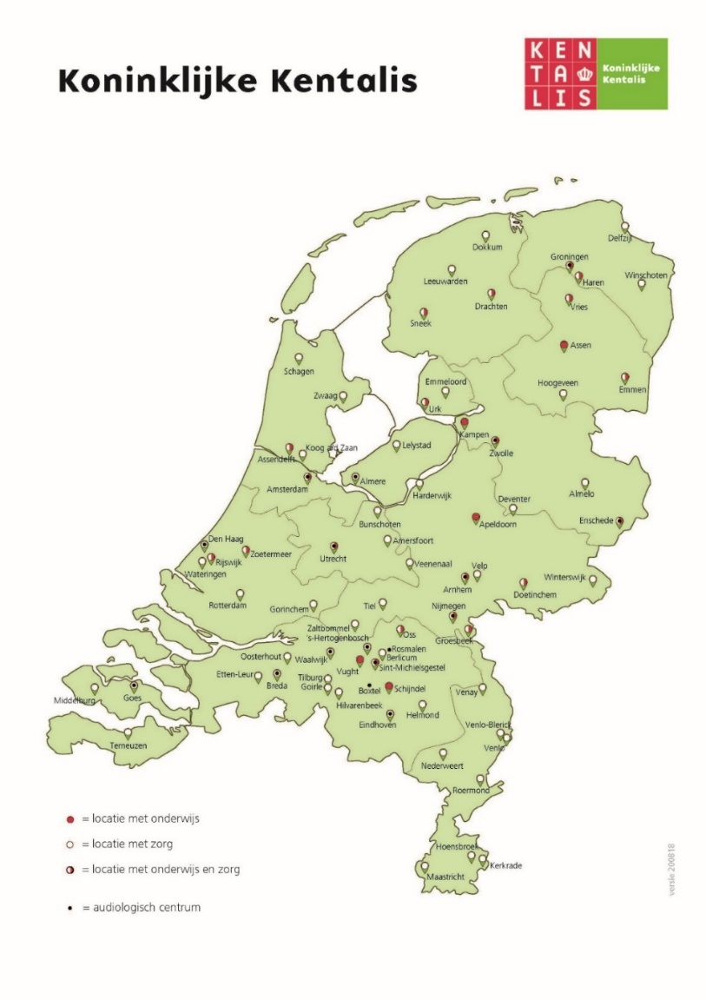 Koninklijke Kentalis
KEN
TA
LIS
Koninklijke
Kentalis
Delfzijl
Dokkum
Groningen
Leeuwarden
Haren
Winschoten
Drachten
Vries
Sneek
Assen
Schagen
Emmeloord
Hoogeveen
Emmen
Zwaag
Urk
Kampen
Koog a/d Zaan
Lelystad
Assendelft
Zwolle
Amsterdam
Almere
Harderwijk
Almelo
Deventer
Bunschoten
Apeldoorn
Enschede
Den Haag
Amersfoort
Zoetermeer
Rijswijk
Utrecht
Veenenaal
Velp
Wateringen
Winterswijk
Arnhem
Doetinchem
Rotterdam
Gorinchem
Tiel
Nijmegen
Zaltbommel
's-Hertogenbosch
Oss
Groesbeek
Rosmalen
Oosterhout
Waalwijk
Berlicum
Sint-Michielsgestel
Etten-Leur
Vught
Tilburg
Breda
Goirle
Boxtel
Schijndel
Venay
Middelburg
Goes
Hilvarenbeek
Helmond
Eindhoven
Venlo-Blerick
Terneuzen
Venlo
Nederweert
Roermond
Hoensbroek
Kerkrade
Maastricht
= locatie met onderwijs
= locatie met zorg
= locatie met onderwijs en zorg
= audiologisch centrum
versie 200818